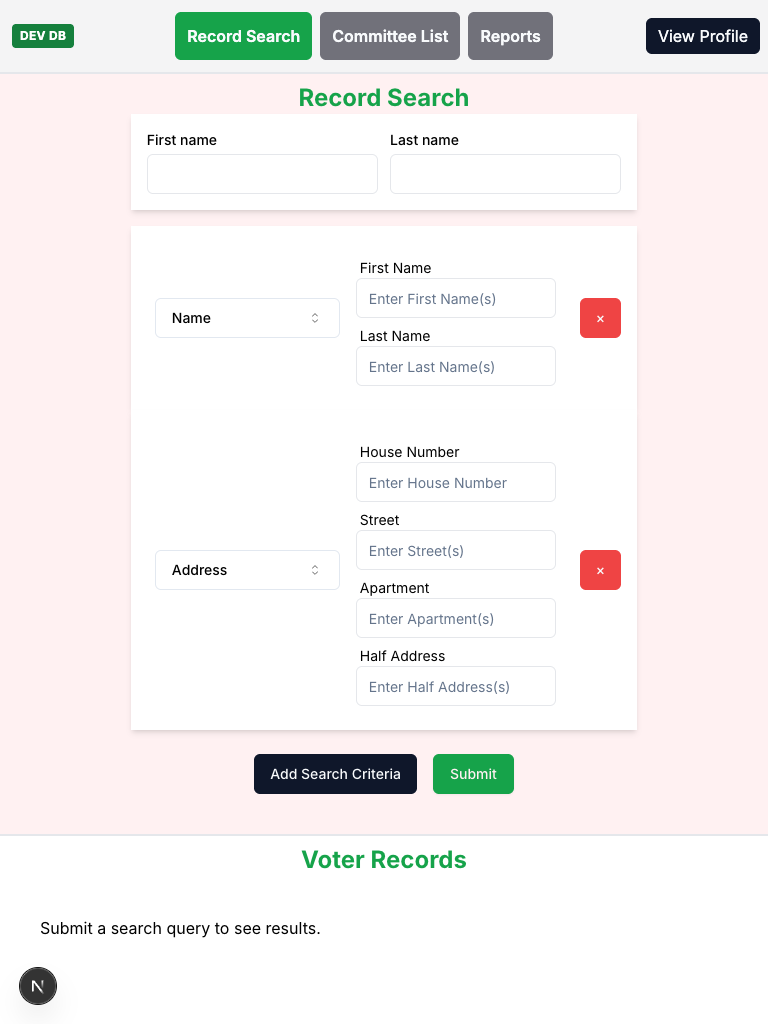 DEV DB
Record Search
Committee List
Reports
View Profile
Record Search
First name
Last name
First Name
Name
Enter First Name(s)
×
Last Name
Enter Last Name(s)
House Number
Enter House Number
Street
Address
Enter Street(s)
×
Apartment
Enter Apartment(s)
Half Address
Enter Half Address(s)
Add Search Criteria
Submit
Voter Records
Submit a search query to see results.
N